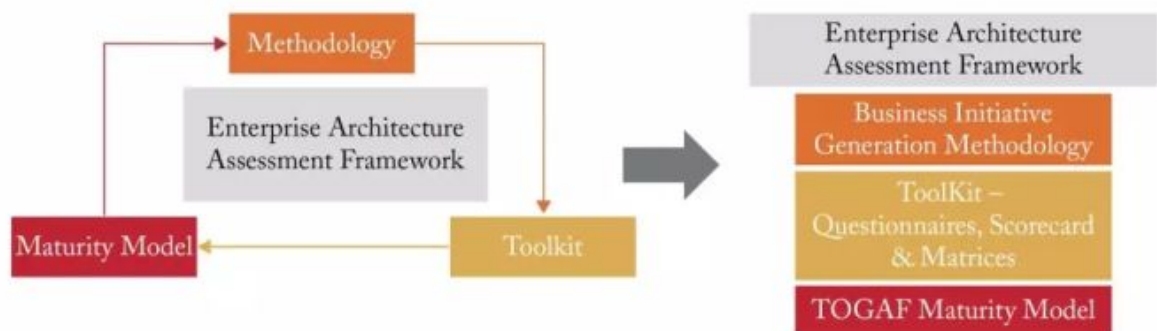 Methodology
Enterprise Architecture
Assessment Framework
Maturity Model
Toolkit
Enterprise Architecture
Assessment Framework
Business Initiative
Generation Methodology
ToolKit –
Questionnaires, Scorecard
& Matrices
TOGAF Maturity Model